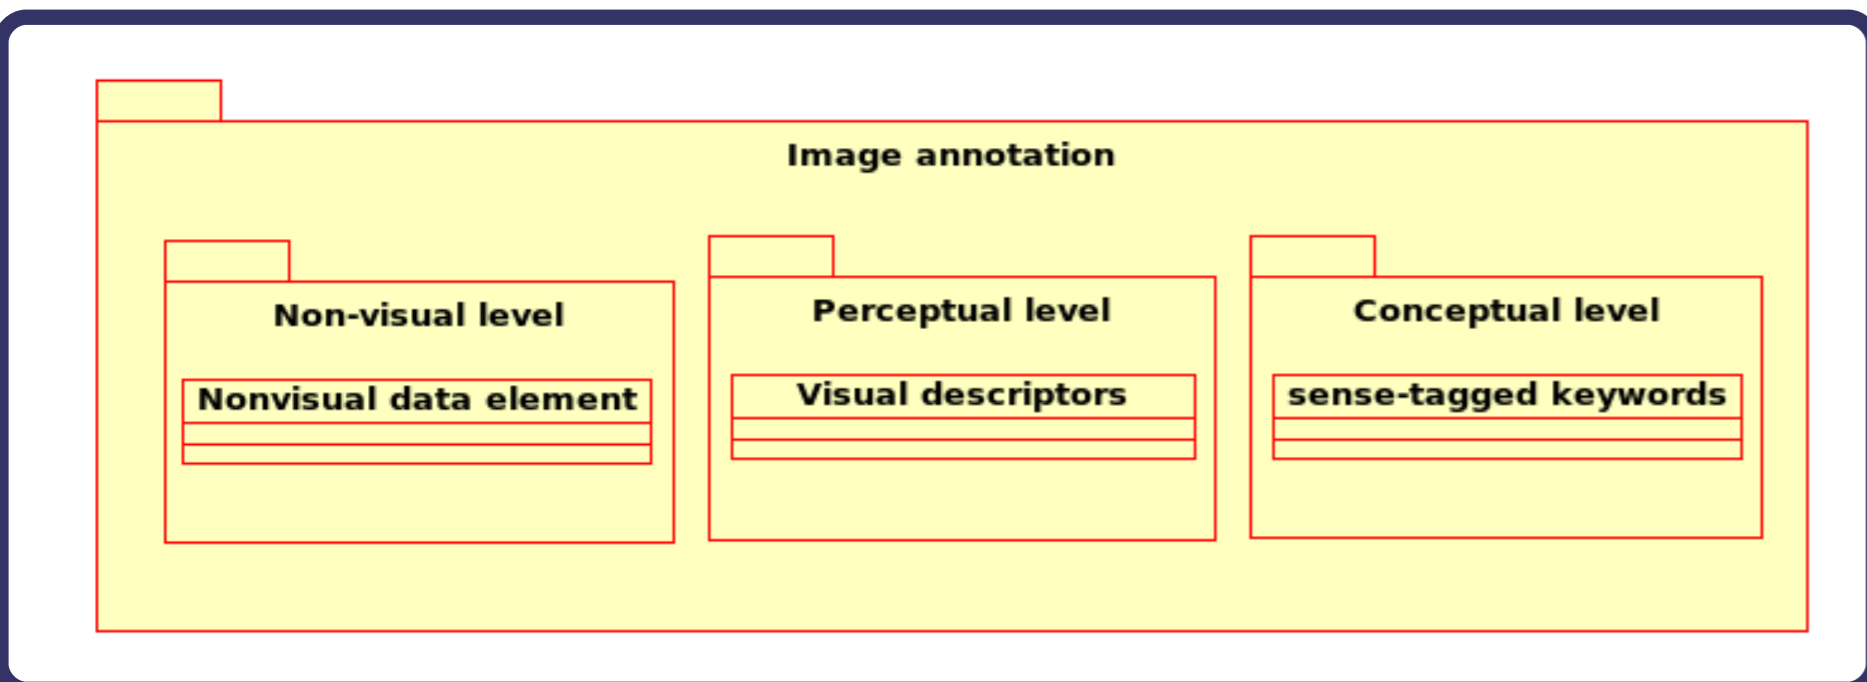 Image annotation
Non-visual level
Nonvisual data element
Perceptual level
Visual descriptors
Conceptual level
sense-tagged keywords